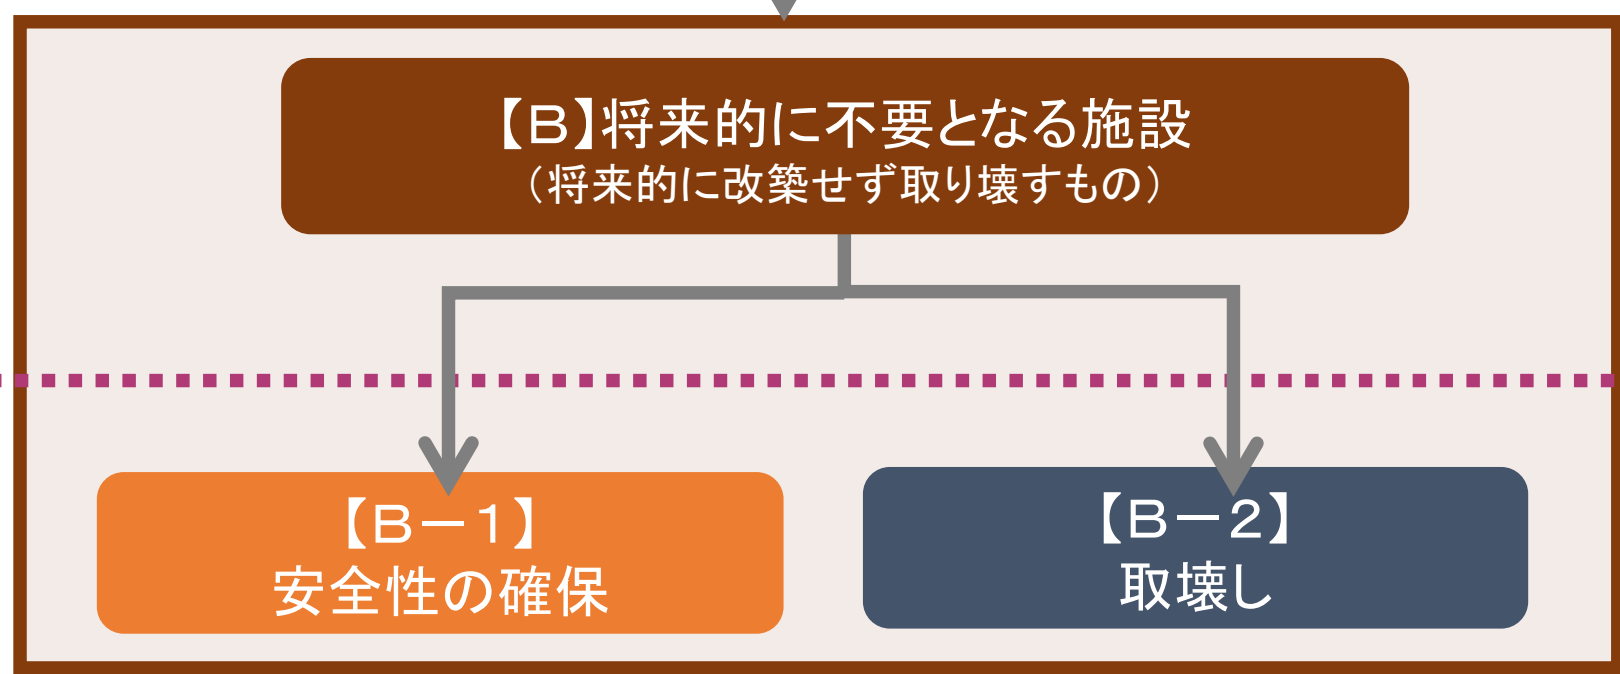 【B】将来的に不要となる施設
（将来的に改築せず取り壊すもの）
【B－１】
安全性の確保
【B－２】
取壊し